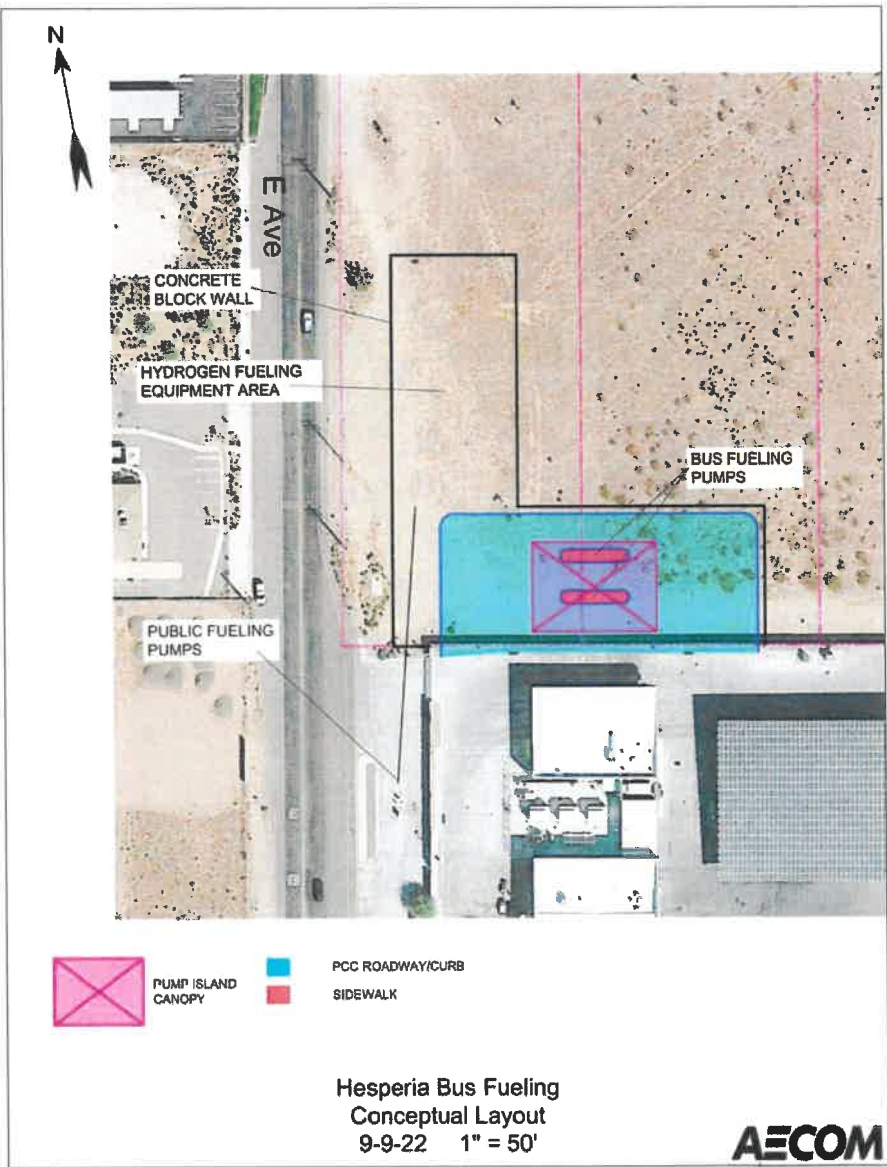 N
E Ave
CONCRETE
BLOCK WALL
HYDROGEN FUELING
EQUIPMENT AREA
BUS FUELING
PUMPS
PUBLIC FUELING
PUMPS
PUMP ISLAND
CANOPY
PCC ROADWAY/CURB
SIDEWALK
Hesperia Bus Fueling
Conceptual Layout
9-9-22 1" = 50'
AECOM